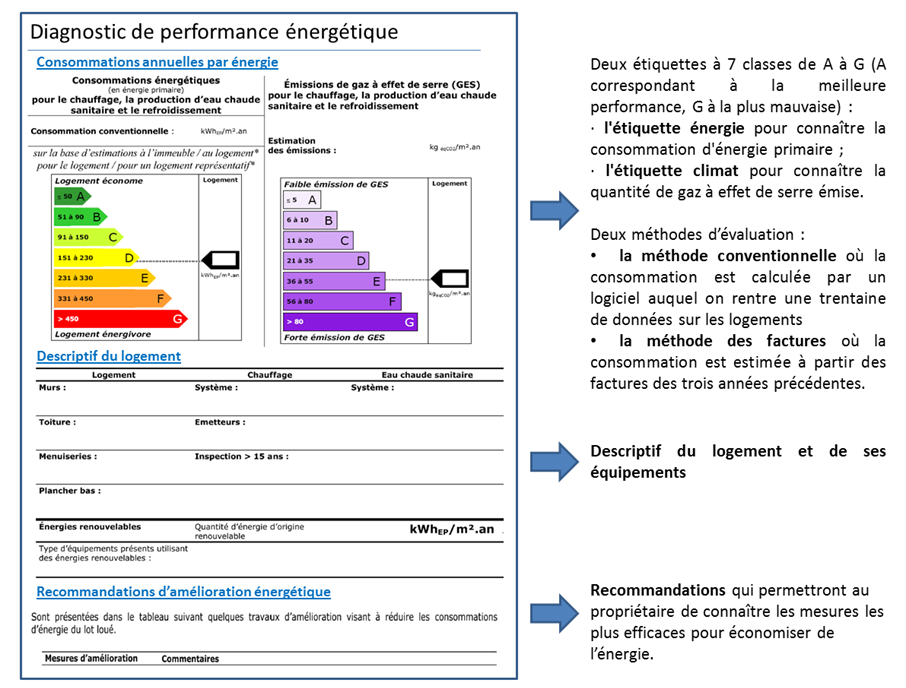 Diagnostic de performance énergétique
Consommations annuelles par énergie
Consommations énergétiques
(en énergie primaire)
pour le chauffage, la production d'eau chaude
sanitaire et le refroidissement
Consommation conventionnelle : kWhEP/m².an
sur la base d'estimations à l'immeuble / au logement*
pour le logement / pour un logement représentatif*
Logement économe
Logement
≤ 50 A
51 à 90 B
91 à 150 C
151 à 230 D
231 à 330 E
331 à 450 F
> 450 G
kWhEP/m².an
Logement énergivore
Émissions de gaz à effet de serre (GES)
pour le chauffage, la production d'eau chaude
sanitaire et le refroidissement
Estimation
des émissions : kg éqCO2/m².an
Faible émission de GES
Logement
≤ 5 A
6 à 10 B
11 à 20 C
21 à 35 D
36 à 55 E
56 à 80 F
> 80 G
kgéqCO2/m².an
Forte émission de GES
Descriptif du logement
Logement Chauffage Eau chaude sanitaire
Murs : Système : Système :
Toiture : Emetteurs :
Menuiseries : Inspection > 15 ans :
Plancher bas :
Énergies renouvelables
Quantité d'énergie d'origine
renouvelable
kWhEP/m².an
Type d'équipements présents utilisant
des énergies renouvelables :
Recommandations d'amélioration énergétique
Sont présentées dans le tableau suivant quelques travaux d'amélioration visant à réduire les consommations
d'énergie du lot loué.
Mesures d'amélioration Commentaires
Deux étiquettes à 7 classes de A à G (A
correspondant à la meilleure
performance, G à la plus mauvaise) :
· l'étiquette énergie pour connaître la
consommation d'énergie primaire ;
· l'étiquette climat pour connaître la
quantité de gaz à effet de serre émise.
Deux méthodes d'évaluation :
• la méthode conventionnelle où la
consommation est calculée par un
logiciel auquel on rentre une trentaine
de données sur les logements
• la méthode des factures où la
consommation est estimée à partir des
factures des trois années précédentes.
Descriptif du logement et de ses
équipements
Recommandations qui permettront au
propriétaire de connaître les mesures les
plus efficaces pour économiser de
l'énergie.